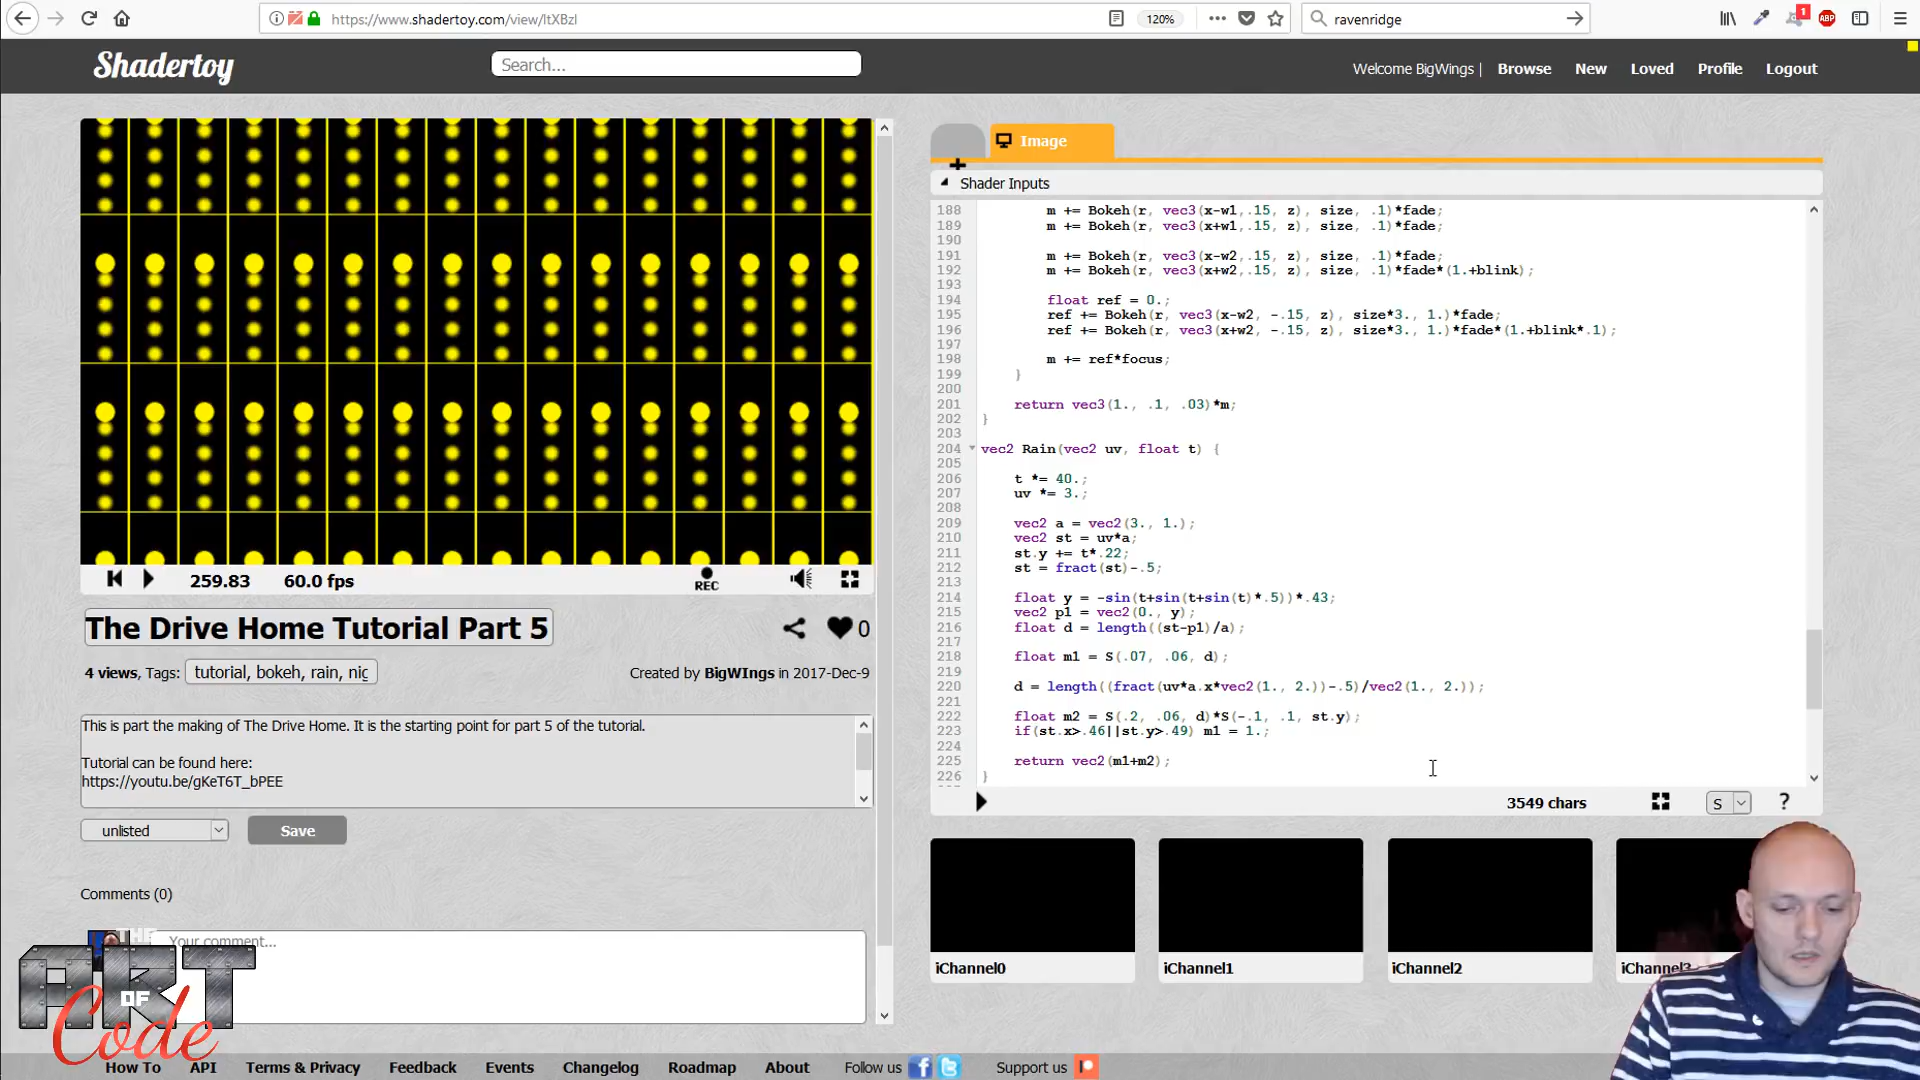 https://www.shadertoy.com/view/ltXBzl
120%
ravenridge
1
ABP
Shadertoy
Search...
Welcome BigWings |
Browse
New
Loved
Profile
Logout
Image
Shader Inputs
188 m += Bokeh(r, vec3(x-w1,.15, z), size, .1)*fade;
189 m += Bokeh(r, vec3(x+w1,.15, z), size, .1)*fade;
190
191 m += Bokeh(r, vec3(x-w2,.15, z), size, .1)*fade;
192 m += Bokeh(r, vec3(x+w2,.15, z), size, .1)*fade*(1.+blink);
193
194 float ref = 0.;
195 ref += Bokeh(r, vec3(x-w2, -.15, z), size*3., 1.)*fade;
196 ref += Bokeh(r, vec3(x+w2, -.15, z), size*3., 1.)*fade*(1.+blink*.1);
197
198 m += ref*focus;
199 }
200
201 return vec3(1., .1, .03)*m;
202 }
203
204 vec2 Rain(vec2 uv, float t) {
205
206 t *= 40.;
207 uv *= 3.;
208
209 vec2 a = vec2(3., 1.);
210 vec2 st = uv*a;
211 st.y += t*.22;
212 st = fract(st)-.5;
213
214 float y = -sin(t+sin(t+sin(t)*.5))*.43;
215 vec2 p1 = vec2(0., y);
216 float d = length((st-p1)/a);
217
218 float m1 = S(.07, .06, d);
219
220 d = length((fract(uv*a.x*vec2(1., 2.))-.5)/vec2(1., 2.));
221
222 float m2 = S(.2, .06, d)*S(-.1, .1, st.y);
223 if(st.x>.46||st.y>.49) m1 = 1.;
224
225 return vec2(m1+m2);
226 }
3549 chars
S
?
259.83
60.0 fps
REC
The Drive Home Tutorial Part 5
0
4 views, Tags:
tutorial, bokeh, rain, nig
Created by BigWIngs in 2017-Dec-9
This is part the making of The Drive Home. It is the starting point for part 5 of the tutorial.
Tutorial can be found here:
https://youtu.be/gKeT6T_bPEE
unlisted
Save
Comments (0)
Your comment...
iChannel0
iChannel1
iChannel2
iChannel3
THE
ART
OF
Code
How To
API
Terms & Privacy
Feedback
Events
Changelog
Roadmap
About
Follow us
Support us